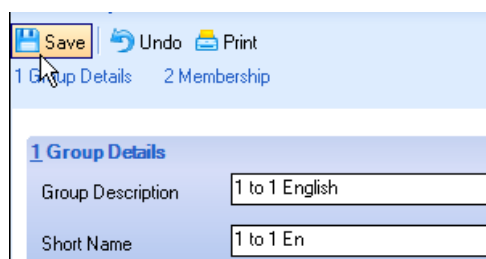 Save Undo Print
1 Group Details 2 Membership
1 Group Details
Group Description 1 to 1 English
Short Name 1 to 1 En